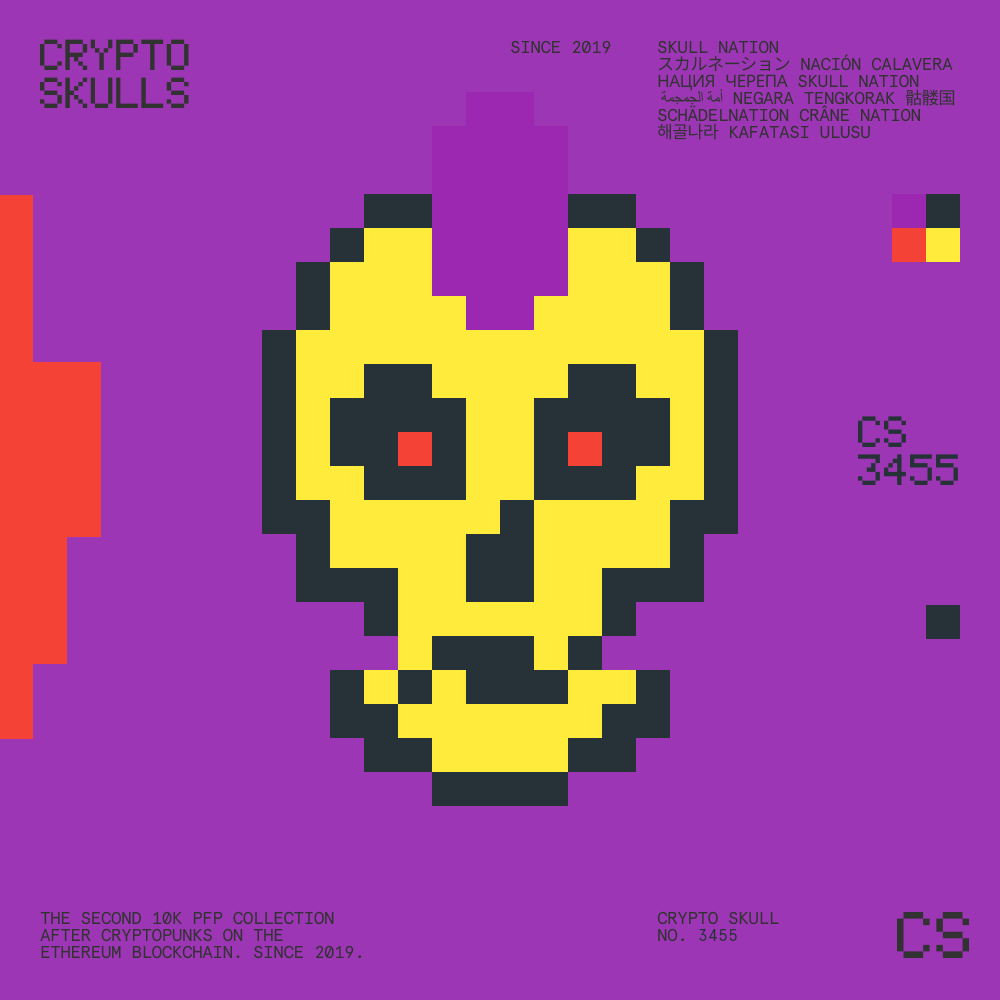 CRYPTO
SKULLS
SINCE 2019
SKULL NATION
スカルネーション NACIÓN CALAVERA
НАЦИЯ ЧЕРЕПА SKULL NATION
أمة الجمجمة NEGARA TENGKORAK 骷髅国
SCHÄDELNATION CRÂNE NATION
해골나라 KAFATASI ULUSU
CS
3455
THE SECOND 10K PFP COLLECTION
AFTER CRYPTOPUNKS ON THE
ETHEREUM BLOCKCHAIN. SINCE 2019.
CRYPTO SKULL
NO. 3455
CS